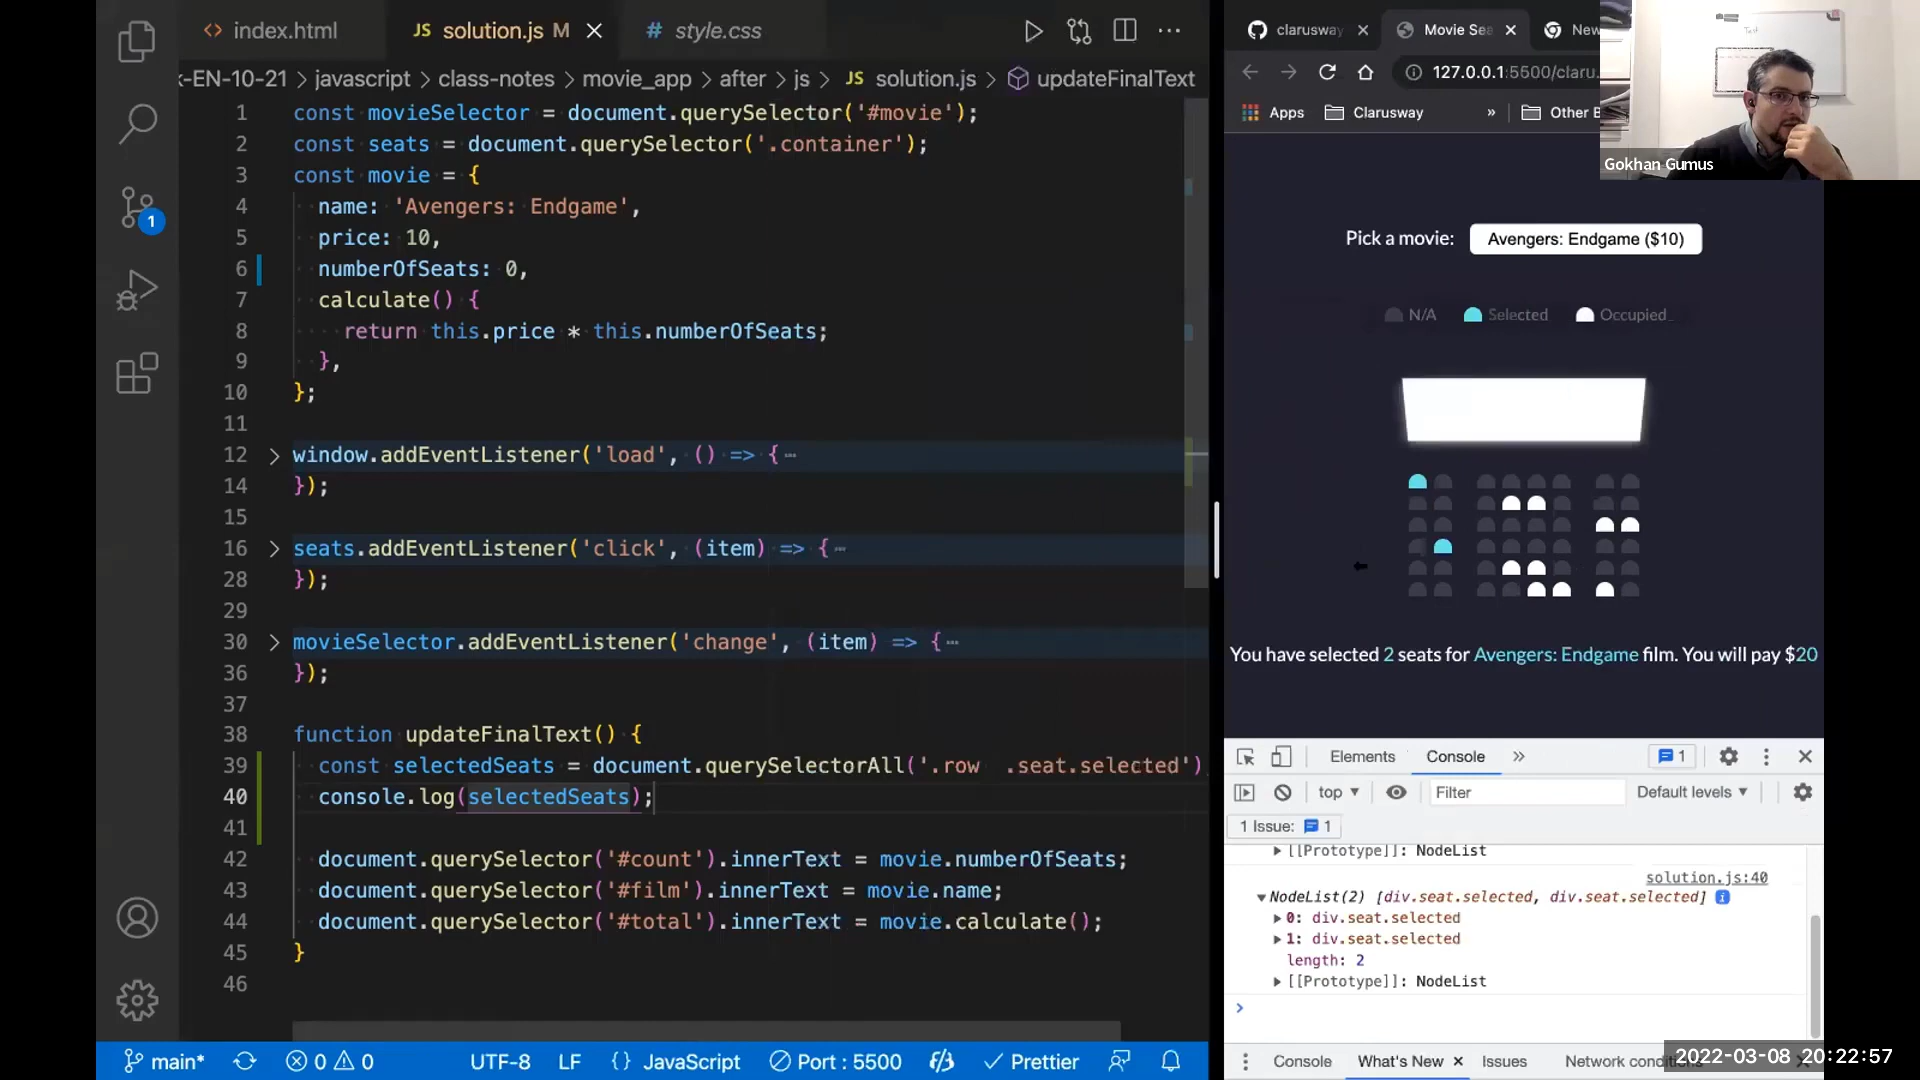 index.html
JS solution.js M
# style.css
k-EN-10-21 > javascript > class-notes > movie_app > after > js > JS solution.js > updateFinalText
1 const movieSelector = document.querySelector('#movie');
2 const seats = document.querySelector('.container');
3 const movie = {
4 name: 'Avengers: Endgame',
5 price: 10,
6 numberOfSeats: 0,
7 calculate() {
8 return this.price * this.numberOfSeats;
9 },
10 };
11
12 window.addEventListener('load', () => {
14 });
15
16 seats.addEventListener('click', (item) => {
28 });
29
30 movieSelector.addEventListener('change', (item) => {
36 });
37
38 function updateFinalText() {
39 const selectedSeats = document.querySelectorAll('.row  .seat.selected')
40 console.log(selectedSeats);
41
42 document.querySelector('#count').innerText = movie.numberOfSeats;
43 document.querySelector('#film').innerText = movie.name;
44 document.querySelector('#total').innerText = movie.calculate();
45 }
46
1
main* 0 0 UTF-8 LF {} JavaScript Port : 5500 Prettier
clarusway
Movie Sea
New
127.0.0.1:5500/claru
Apps Clarusway » Other B
Gokhan Gumus
Pick a movie: Avengers: Endgame ($10)
N/A Selected Occupied
You have selected 2 seats for Avengers: Endgame film. You will pay $20
Elements Console » 1
top Filter Default levels
1 Issue: 1
[[Prototype]]: NodeList
solution.js:40
NodeList(2) [div.seat.selected, div.seat.selected]
0: div.seat.selected
1: div.seat.selected
length: 2
[[Prototype]]: NodeList
Console What's New Issues Network conditi
2022-03-08 20:22:57